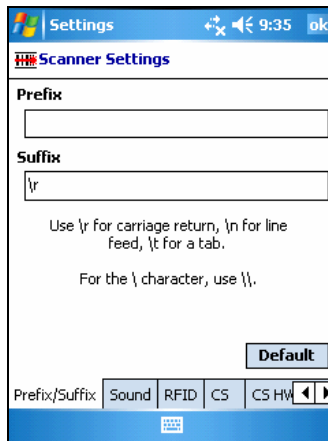 Settings 9:35 ok
Scanner Settings
Prefix
Suffix
\r
Use \r for carriage return, \n for line
feed, \t for a tab.
For the \ character, use \\.
Default
Prefix/Suffix Sound RFID CS CS HW